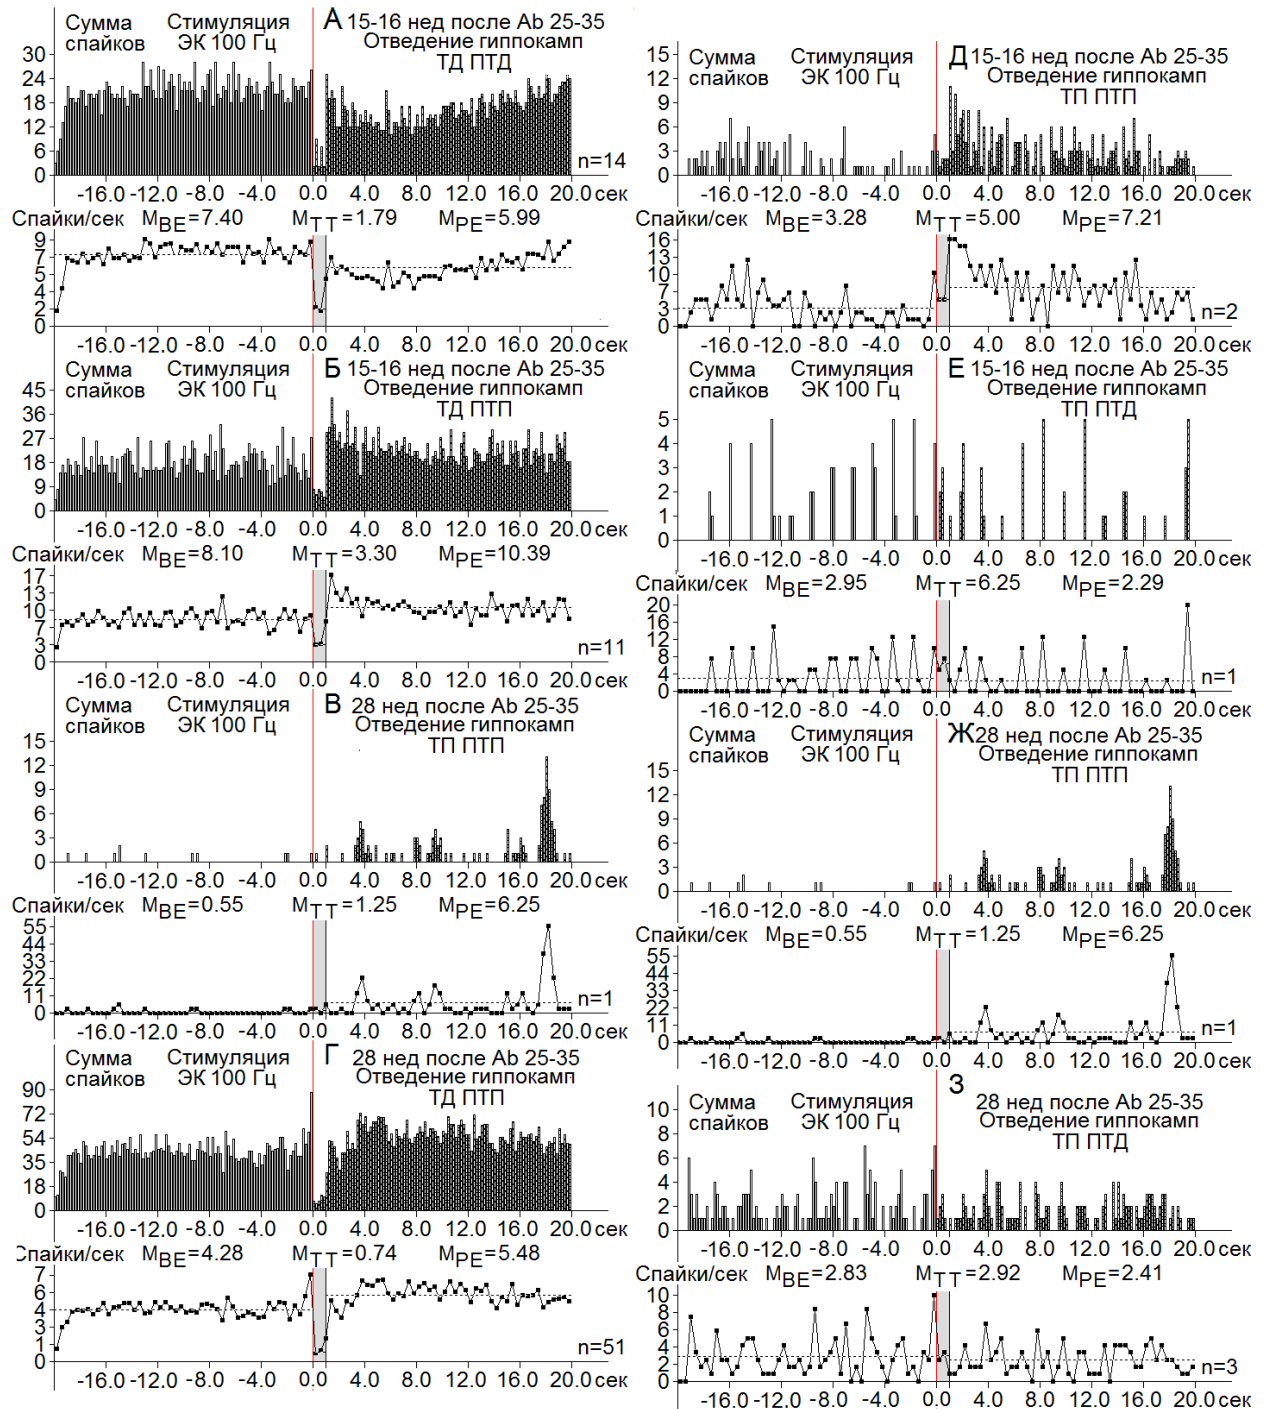 Сумма Стимуляция А 15-16 нед после Ab 25-35
спайков ЭК 100 Гц Отведение гиппокамп
ТД ПТД
30
24
18
12
6
0
n=14
-16.0 -12.0 -8.0 -4.0 0.0 4.0 8.0 12.0 16.0 20.0 сек
Спайки/сек MBE=7.40 MTT=1.79 MPE=5.99
9
7
5
4
2
0
-16.0 -12.0 -8.0 -4.0 0.0 4.0 8.0 12.0 16.0 20.0 сек
Сумма Стимуляция Б 15-16 нед после Ab 25-35
спайков ЭК 100 Гц Отведение гиппокамп
ТД ПТП
45
36
27
18
9
0
-16.0 -12.0 -8.0 -4.0 0.0 4.0 8.0 12.0 16.0 20.0 сек
Спайки/сек MBE=8.10 MTT=3.30 MPE=10.39
17
13
10
7
3
0
n=11
-16.0 -12.0 -8.0 -4.0 0.0 4.0 8.0 12.0 16.0 20.0 сек
Сумма Стимуляция В 28 нед после Ab 25-35
спайков ЭК 100 Гц Отведение гиппокамп
ТП ПТП
15
12
9
6
3
0
-16.0 -12.0 -8.0 -4.0 0.0 4.0 8.0 12.0 16.0 20.0 сек
Спайки/сек MBE=0.55 MTT=1.25 MPE=6.25
55
44
33
22
11
0
n=1
-16.0 -12.0 -8.0 -4.0 0.0 4.0 8.0 12.0 16.0 20.0 сек
Сумма Стимуляция Г 28 нед после Ab 25-35
спайков ЭК 100 Гц Отведение гиппокамп
ТД ПТП
90
72
54
35
18
0
-16.0 -12.0 -8.0 -4.0 0.0 4.0 8.0 12.0 16.0 20.0 сек
Спайки/сек MBE=4.28 MTT=0.74 MPE=5.48
7
6
4
3
1
0
n=51
-16.0 -12.0 -8.0 -4.0 0.0 4.0 8.0 12.0 16.0 20.0 сек
Сумма Стимуляция Д 15-16 нед после Ab 25-35
спайков ЭК 100 Гц Отведение гиппокамп
ТП ПТП
15
12
9
6
3
0
-16.0 -12.0 -8.0 -4.0 0.0 4.0 8.0 12.0 16.0 20.0 сек
Спайки/сек MBE=3.28 MTT=5.00 MPE=7.21
16
13
10
7
3
0
n=2
-16.0 -12.0 -8.0 -4.0 0.0 4.0 8.0 12.0 16.0 20.0 сек
Сумма Стимуляция Е 15-16 нед после Ab 25-35
спайков ЭК 100 Гц Отведение гиппокамп
ТП ПТД
5
4
3
2
1
0
-16.0 -12.0 -8.0 -4.0 0.0 4.0 8.0 12.0 16.0 20.0 сек
Спайки/сек MBE=2.95 MTT=6.25 MPE=2.29
20
16
12
8
4
0
n=1
-16.0 -12.0 -8.0 -4.0 0.0 4.0 8.0 12.0 16.0 20.0 сек
Сумма Стимуляция Ж 28 нед после Ab 25-35
спайков ЭК 100 Гц Отведение гиппокамп
ТП ПТП
15
12
9
6
3
0
-16.0 -12.0 -8.0 -4.0 0.0 4.0 8.0 12.0 16.0 20.0 сек
Спайки/сек MBE=0.55 MTT=1.25 MPE=6.25
55
44
33
22
11
0
n=1
-16.0 -12.0 -8.0 -4.0 0.0 4.0 8.0 12.0 16.0 20.0 сек
З
Сумма Стимуляция 28 нед после Ab 25-35
спайков ЭК 100 Гц Отведение гиппокамп
ТП ПТД
10
8
6
4
2
0
-16.0 -12.0 -8.0 -4.0 0.0 4.0 8.0 12.0 16.0 20.0 сек
Спайки/сек MBE=2.83 MTT=2.92 MPE=2.41
10
8
6
4
2
0
n=3
-16.0 -12.0 -8.0 -4.0 0.0 4.0 8.0 12.0 16.0 20.0 сек